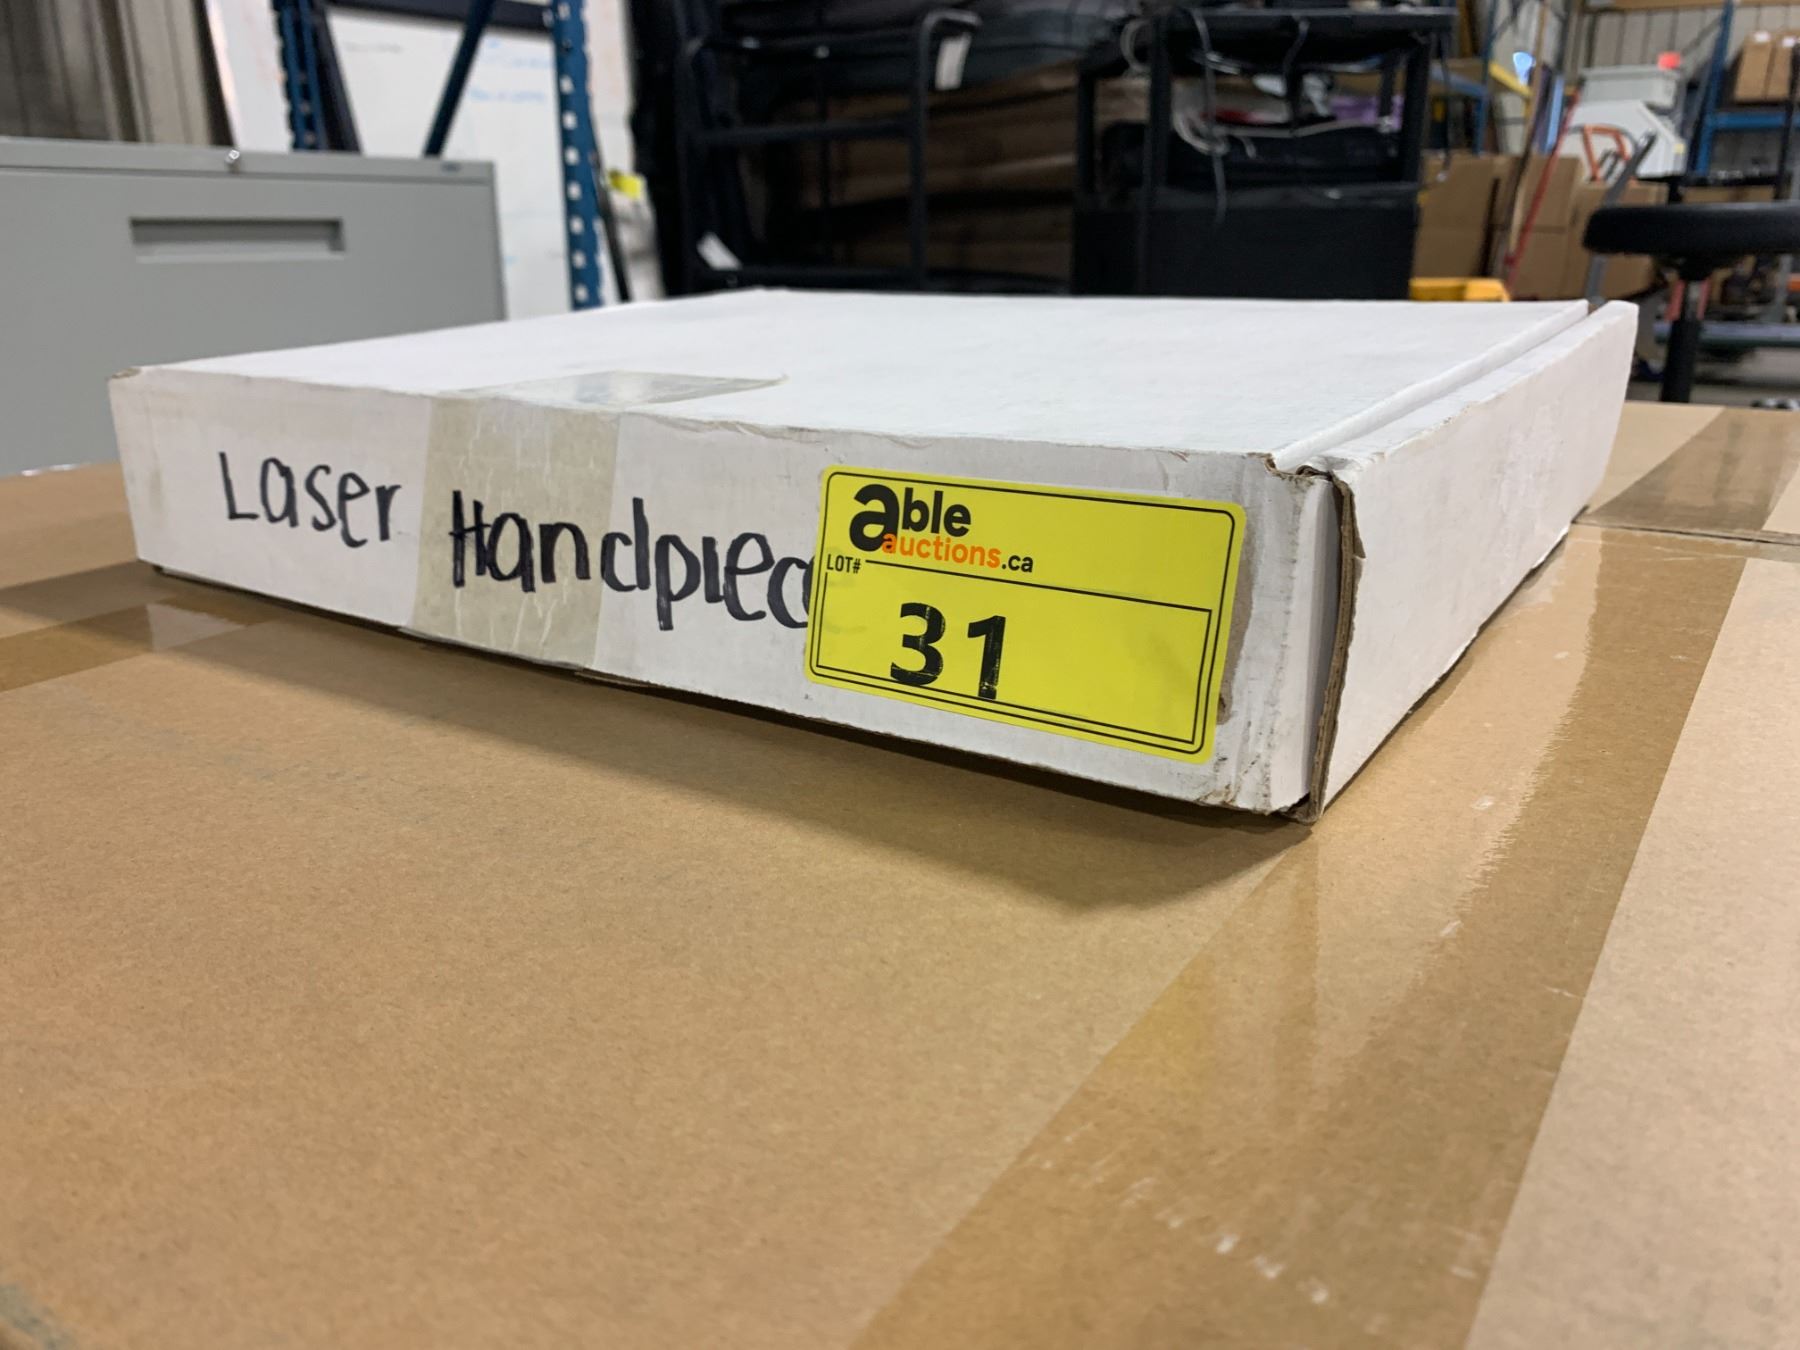 Laser Handpiec
able
auctions.ca
LOT#
31